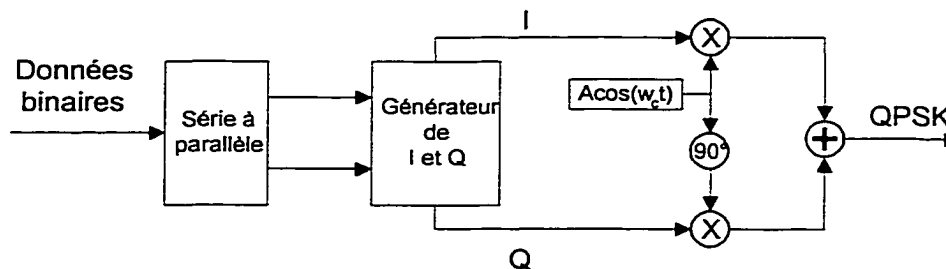 Données
binaires
Série à
parallèle
Générateur
de
I et Q
I
Q
Acos(w_ct)
90°
X
X
+
QPSK